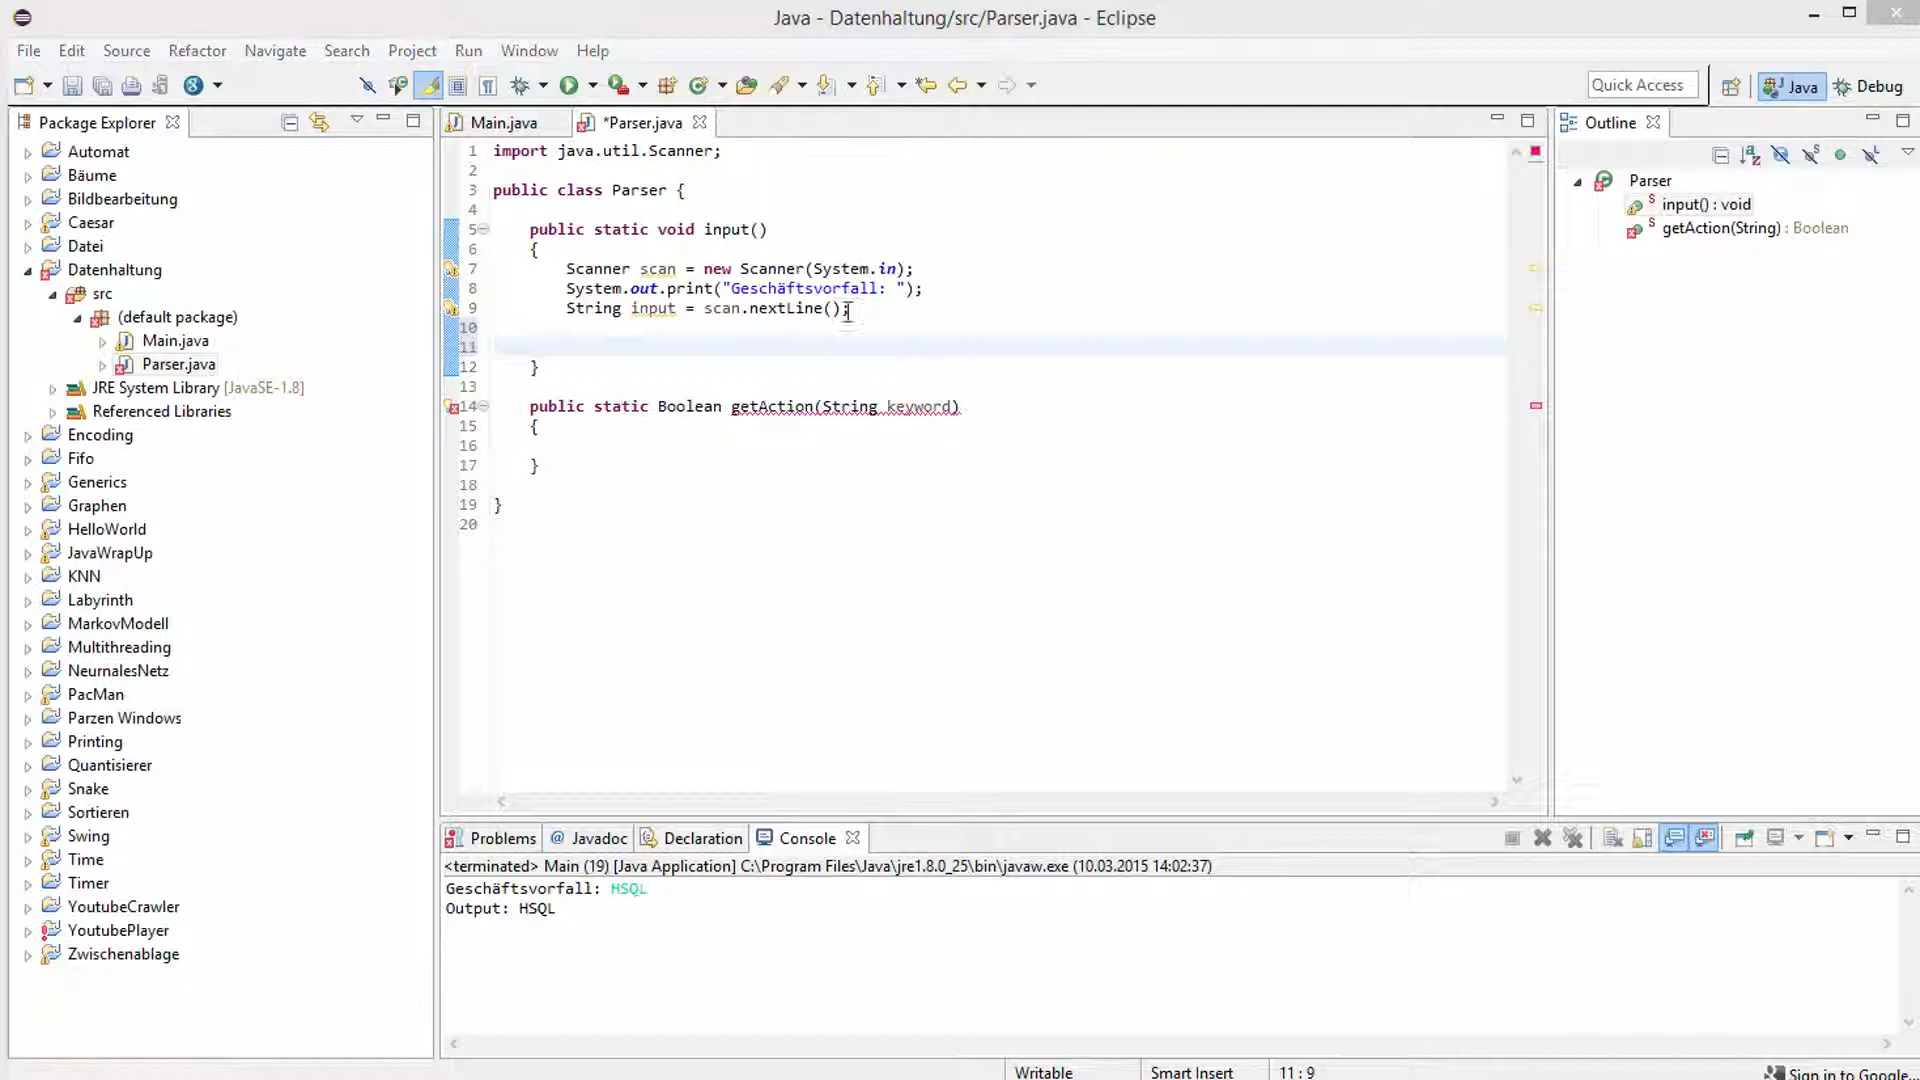 Java - Datenhaltung/src/Parser.java - Eclipse
File Edit Source Refactor Navigate Search Project Run Window Help
Quick Access
Java
Debug
Package Explorer
Automat
Bäume
Bildbearbeitung
Caesar
Datei
Datenhaltung
src
(default package)
Main.java
Parser.java
JRE System Library [JavaSE-1.8]
Referenced Libraries
Encoding
Fifo
Generics
Graphen
HelloWorld
JavaWrapUp
KNN
Labyrinth
MarkovModell
Multithreading
NeurnalesNetz
PacMan
Parzen Windows
Printing
Quantisierer
Snake
Sortieren
Swing
Time
Timer
YoutubeCrawler
YoutubePlayer
Zwischenablage
Main.java
*Parser.java
1 import java.util.Scanner;
2
3 public class Parser {
4
5 public static void input()
6 {
7 Scanner scan = new Scanner(System.in);
8 System.out.print("Geschäftsvorfall: ");
9 String input = scan.nextLine();
10
11
12 }
13
14 public static Boolean getAction(String keyword)
15 {
16
17 }
18
19 }
20
Outline
Parser
input() : void
getAction(String) : Boolean
Problems
@ Javadoc
Declaration
Console
<terminated> Main (19) [Java Application] C:\Program Files\Java\jre1.8.0_25\bin\javaw.exe (10.03.2015 14:02:37)
Geschäftsvorfall: HSQL
Output: HSQL
Writable
Smart Insert
11 : 9
Sign in to Google...